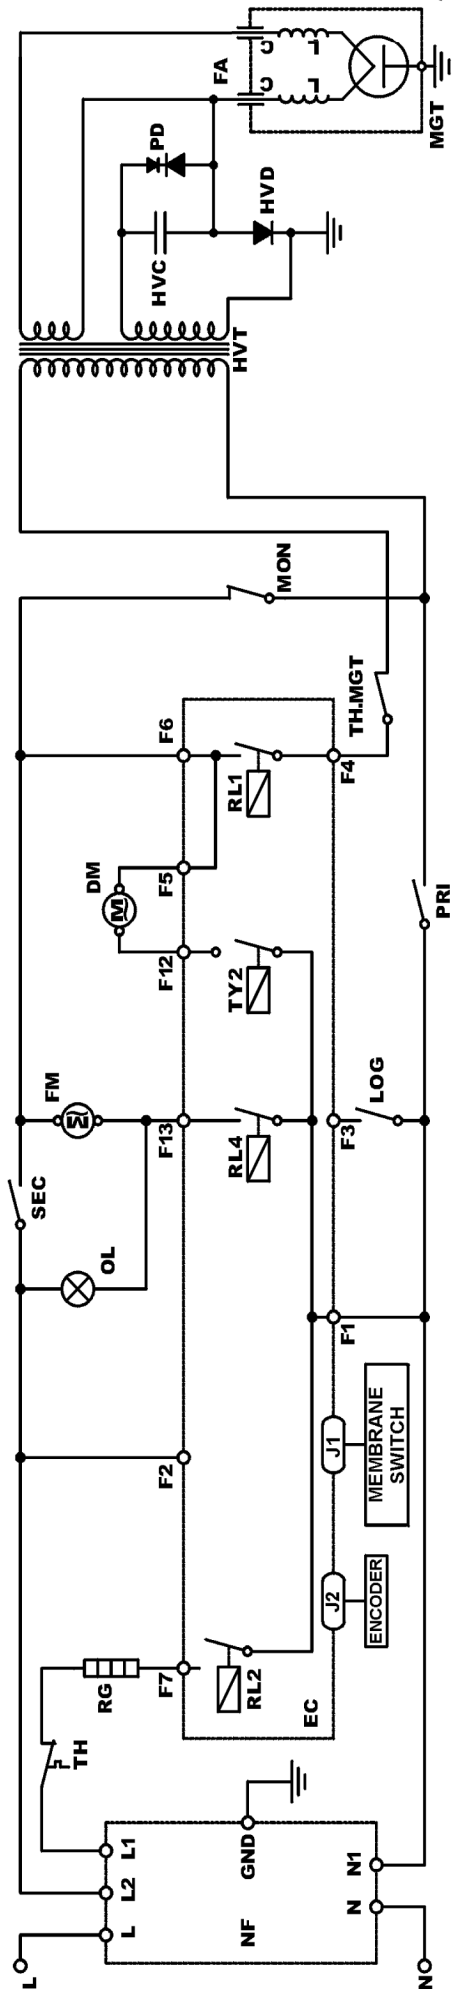 L
N
L
L2
L1
NF
GND
N
N1
TH
RG
F7
RL2
EC
J2
ENCODER
J1
MEMBRANE
SWITCH
F2
F1
OL
SEC
FM
F13
RL4
F3
LOG
PRI
DM
M
F12
TY2
F5
F6
RL1
F4
TH.MGT
MON
HVT
HVC
PD
HVD
FA
C
L
C
L
MGT